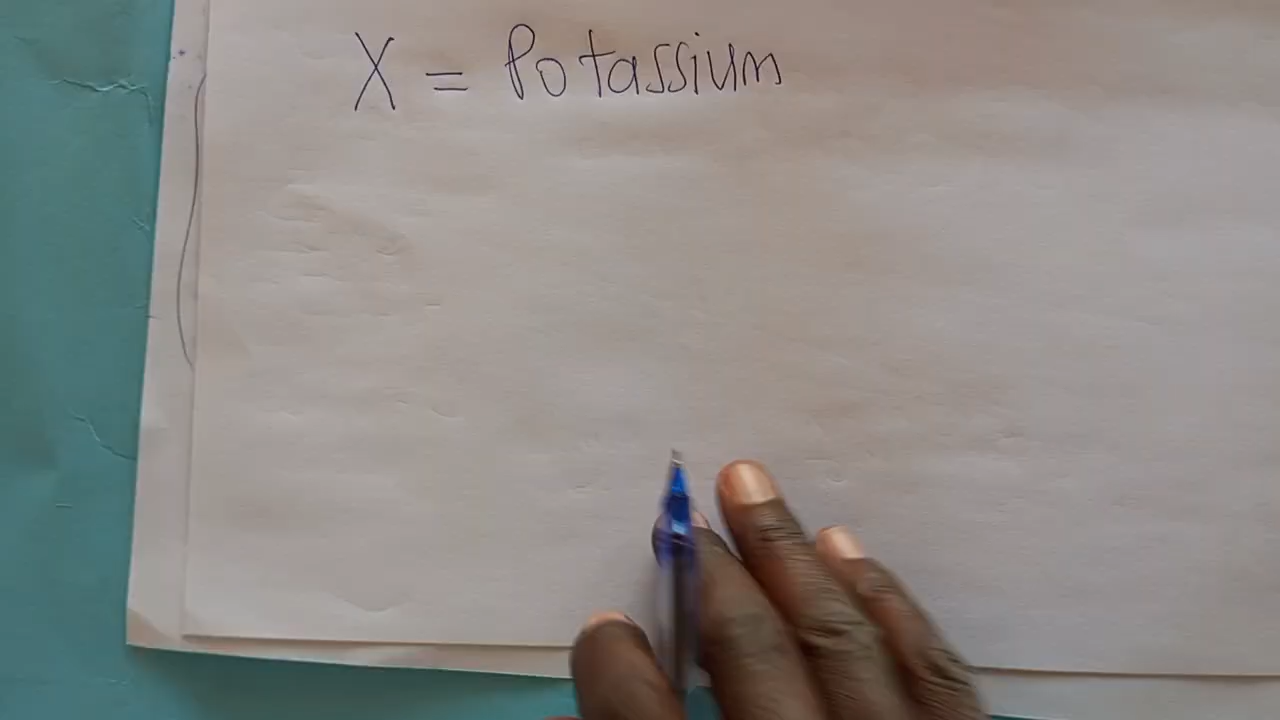 X = Potassium